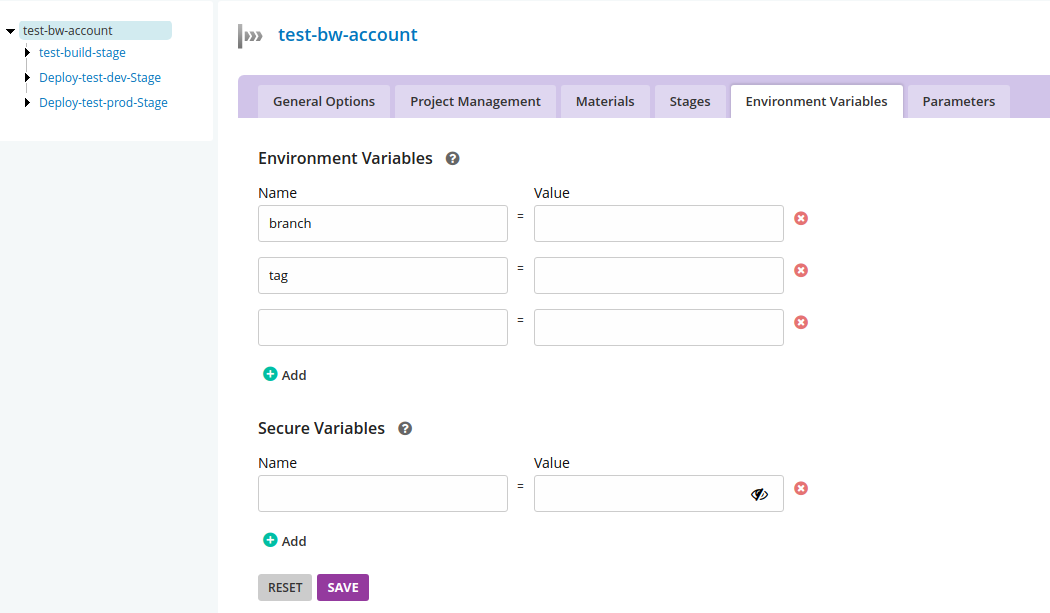 test-bw-account
test-build-stage
Deploy-test-dev-Stage
Deploy-test-prod-Stage
test-bw-account
General Options Project Management Materials Stages Environment Variables Parameters
Environment Variables ?
Name Value
branch =
tag =
=
+ Add
Secure Variables ?
Name Value
=
+ Add
RESET SAVE